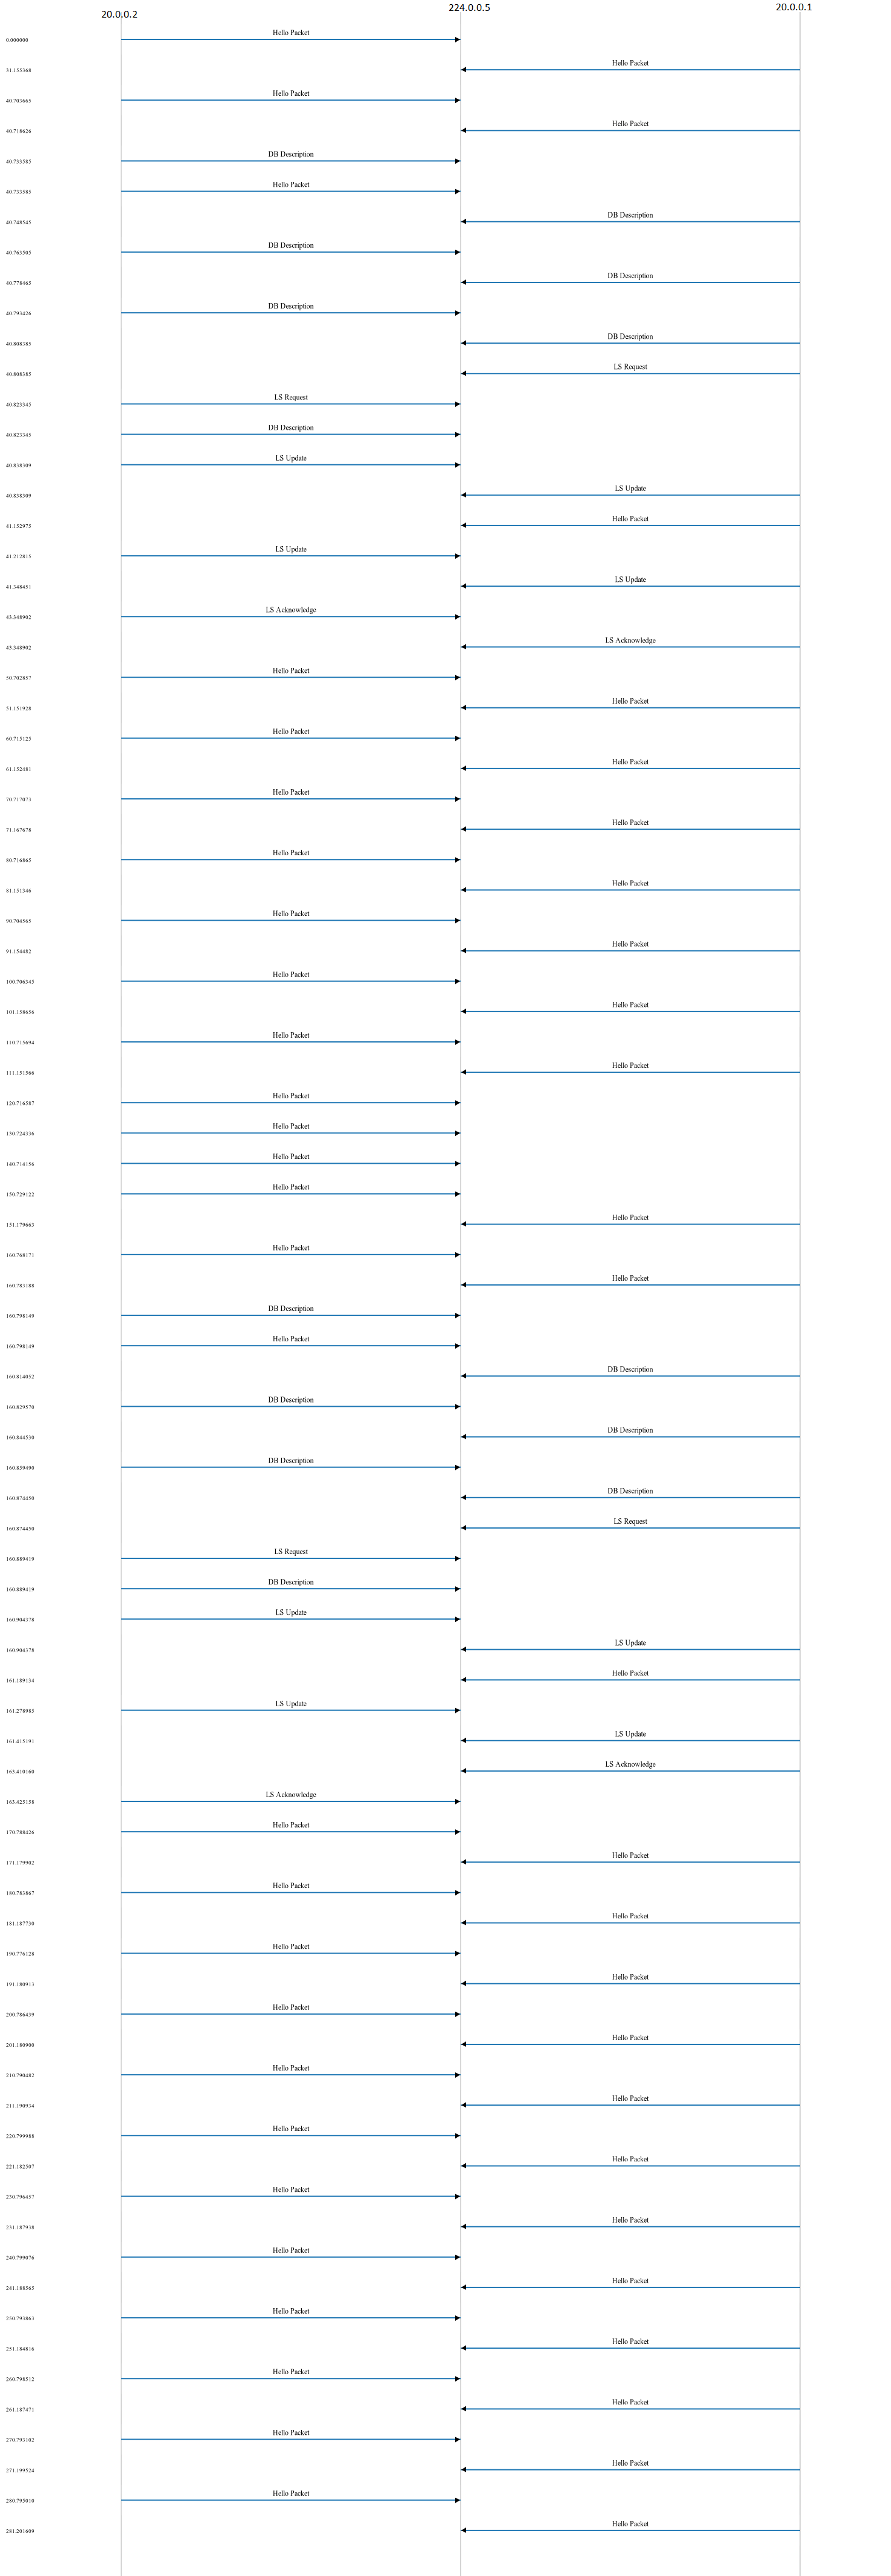 20.0.0.2 224.0.0.5 20.0.0.1
Hello Packet
0.000000
Hello Packet
31.155368
Hello Packet
40.703665
Hello Packet
40.718626
DB Description
40.733585
Hello Packet
40.733585
DB Description
40.748545
DB Description
40.763505
DB Description
40.778465
DB Description
40.793426
DB Description
40.808385
LS Request
40.808385
LS Request
40.823345
DB Description
40.823345
LS Update
40.838309
LS Update
40.838309
Hello Packet
41.152975
LS Update
41.212815
LS Update
41.348451
LS Acknowledge
43.348902
LS Acknowledge
43.348902
Hello Packet
50.702857
Hello Packet
51.151928
Hello Packet
60.715125
Hello Packet
61.152481
Hello Packet
70.717073
Hello Packet
71.167678
Hello Packet
80.716865
Hello Packet
81.151346
Hello Packet
90.704565
Hello Packet
91.154482
Hello Packet
100.706345
Hello Packet
101.158656
Hello Packet
110.715694
Hello Packet
111.151566
Hello Packet
120.716587
Hello Packet
130.724336
Hello Packet
140.714156
Hello Packet
150.729122
Hello Packet
151.179663
Hello Packet
160.768171
Hello Packet
160.783188
DB Description
160.798149
Hello Packet
160.798149
DB Description
160.814052
DB Description
160.829570
DB Description
160.844530
DB Description
160.859490
DB Description
160.874450
LS Request
160.874450
LS Request
160.889419
DB Description
160.889419
LS Update
160.904378
LS Update
160.904378
Hello Packet
161.189134
LS Update
161.278985
LS Update
161.415191
LS Acknowledge
163.410160
LS Acknowledge
163.425158
Hello Packet
170.788426
Hello Packet
171.179902
Hello Packet
180.783867
Hello Packet
181.187730
Hello Packet
190.776128
Hello Packet
191.180913
Hello Packet
200.786439
Hello Packet
201.180900
Hello Packet
210.790482
Hello Packet
211.190934
Hello Packet
220.799988
Hello Packet
221.182507
Hello Packet
230.796457
Hello Packet
231.187938
Hello Packet
240.799076
Hello Packet
241.188565
Hello Packet
250.793863
Hello Packet
251.184816
Hello Packet
260.798512
Hello Packet
261.187471
Hello Packet
270.793102
Hello Packet
271.199524
Hello Packet
280.795010
Hello Packet
281.201609